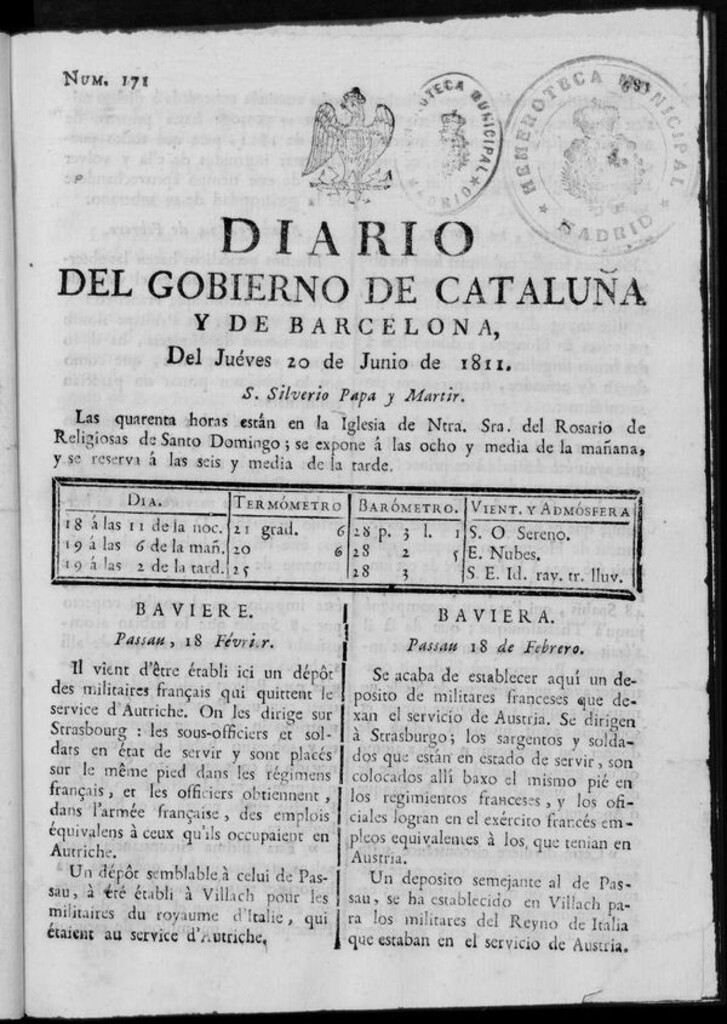 NUM. 171
681
HEMEROTECA MUNICIPAL
MADRID
OTECA MUNICIPAL
DIARIO
DEL GOBIERNO DE CATALUÑA
Y DE BARCELONA,
Del Juéves 20 de Junio de 1811.
S. Silverio Papa y Martir.
Las quarenta horas están en la Iglesia de Ntra. Sra. del Rosario de
Religiosas de Santo Domingo; se expone á las ocho y media de la mañana,
y se reserva á las seis y media de la tarde.
DIA. TERMÓMETRO BARÓMETRO. VIENT. Y ADMÓSFERA
18 á las 11 de la noc. 21 grad. 6 28 p. 3 l. 1 S. O. Sereno.
19 á las 6 de la mañ. 20 6 28 2 5 E. Nubes.
19 á las 2 de la tard. 25 28 3 S. E. Id. ray. tr. lluv.
BAVIERE.
Passau, 18 Févri.r.
Il vient d'être établi ici un dépôt
des militaires français qui quittent le
service d'Autriche. On les dirige sur
Strasbourg : les sous-officiers et sol-
dats en état de servir y sont placés
sur le même pied dans les régimens
français, et les officiers obtiennent,
dans l'armée française, des emplois
équivalens à ceux qu'ils occupaient en
Autriche.
Un dépôt semblable à celui de Pas-
sau, à été établi à Villach pour les
militaires du royaume d'Italie, qui
étaient au service d'Autriche.
BAVIERA.
Passau 18 de Febrero.
Se acaba de establecer aquí un de-
posito de militares franceses que de-
xan el servicio de Austria. Se dirigen
à Strasburgo; los sargentos y solda-
dos que están en estado de servir, son
colocados allí baxo el mismo pié en
los regimientos franceses, y los ofi-
ciales logran en el exército francés em-
pleos equivalentes à los, que tenian en
Austria.
Un deposito semejante al de Pas-
sau, se ha establecido en Villach pa-
ra los militares del Reyno de Italia
que estaban en el servicio de Austria.